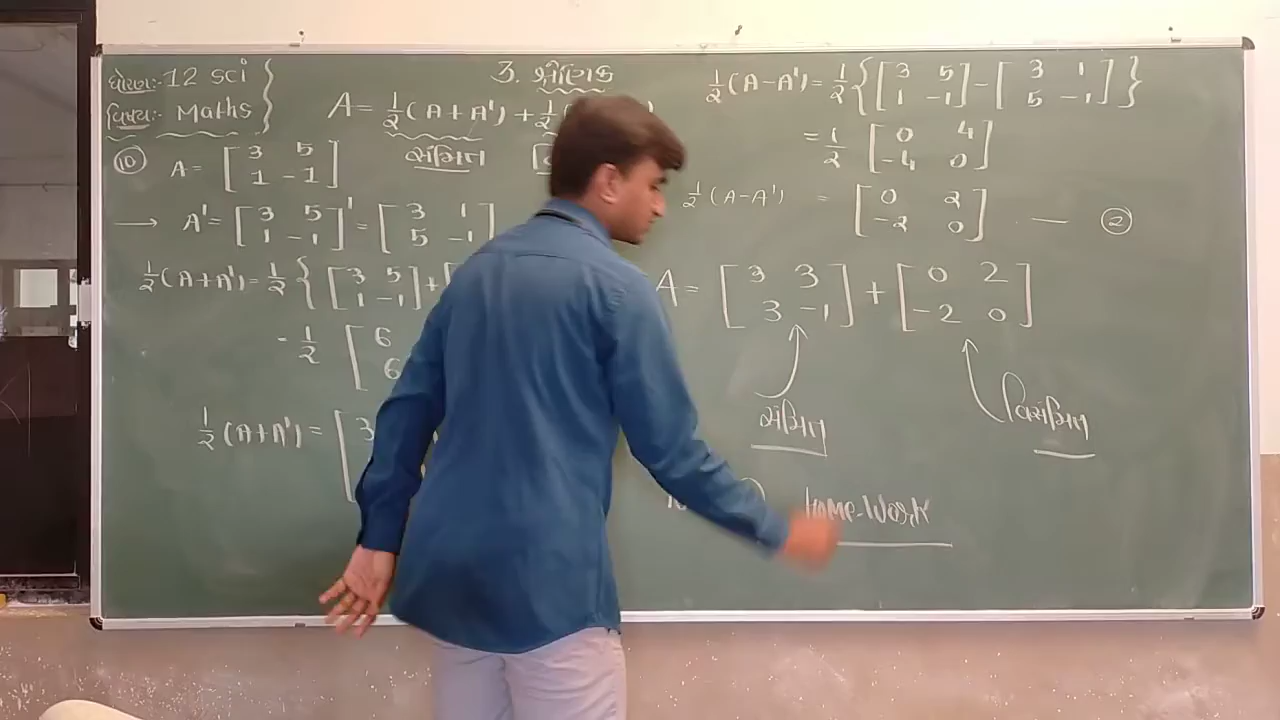 ધોરણ:- 12 sci
વિષય:- Maths
3. શ્રેણિક
A = 1/2 (A + A') + 1/2
સંમિત
(10) A = [3 5; 1 -1]
→ A' = [3 5; 1 -1]' = [3 1; 5 -1]
1/2 (A+A') = 1/2 { [3 5; 1 -1] +
= 1/2 [6 6
1/2 (A+A') = [3
1/2 (A-A') = 1/2 { [3 5; 1 -1] - [3 1; 5 -1] }
= 1/2 [0 4; -4 0]
1/2 (A-A') = [0 2; -2 0] — (2)
A = [3 3; 3 -1] + [0 2; -2 0]
સંમિત
વિસંમિત
Home-Work